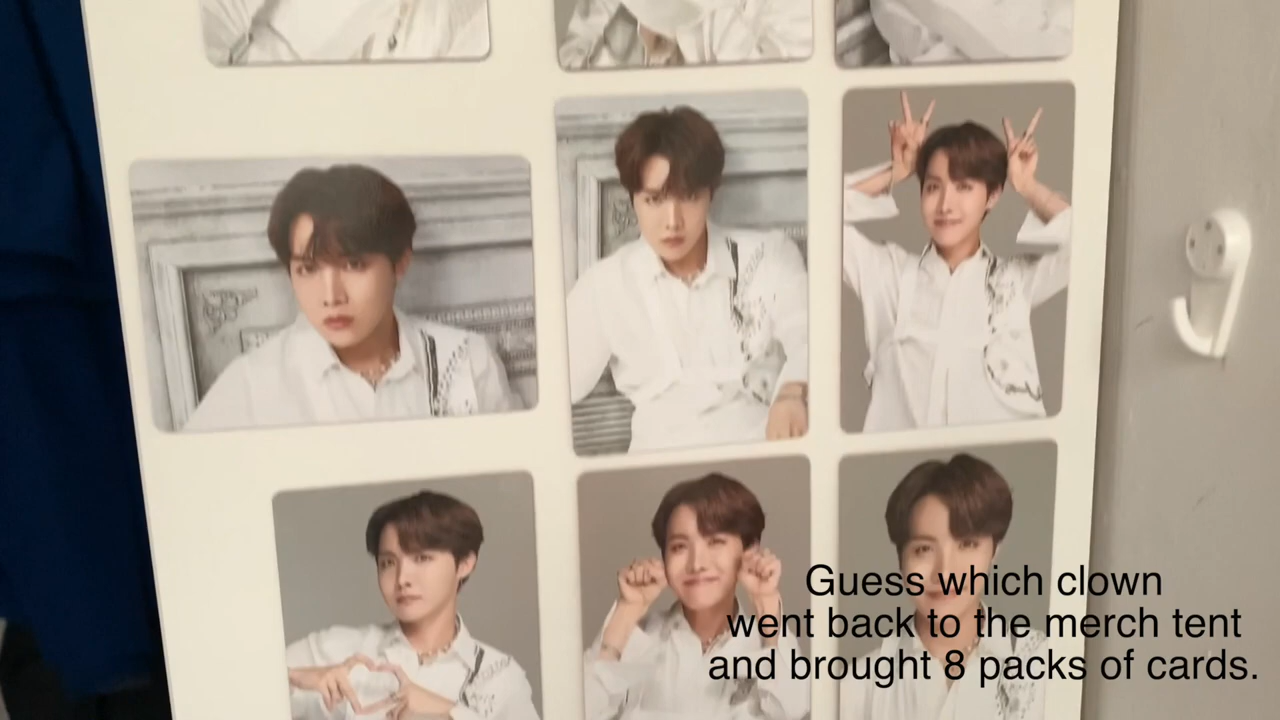 Guess which clown
went back to the merch tent
and brought 8 packs of cards.